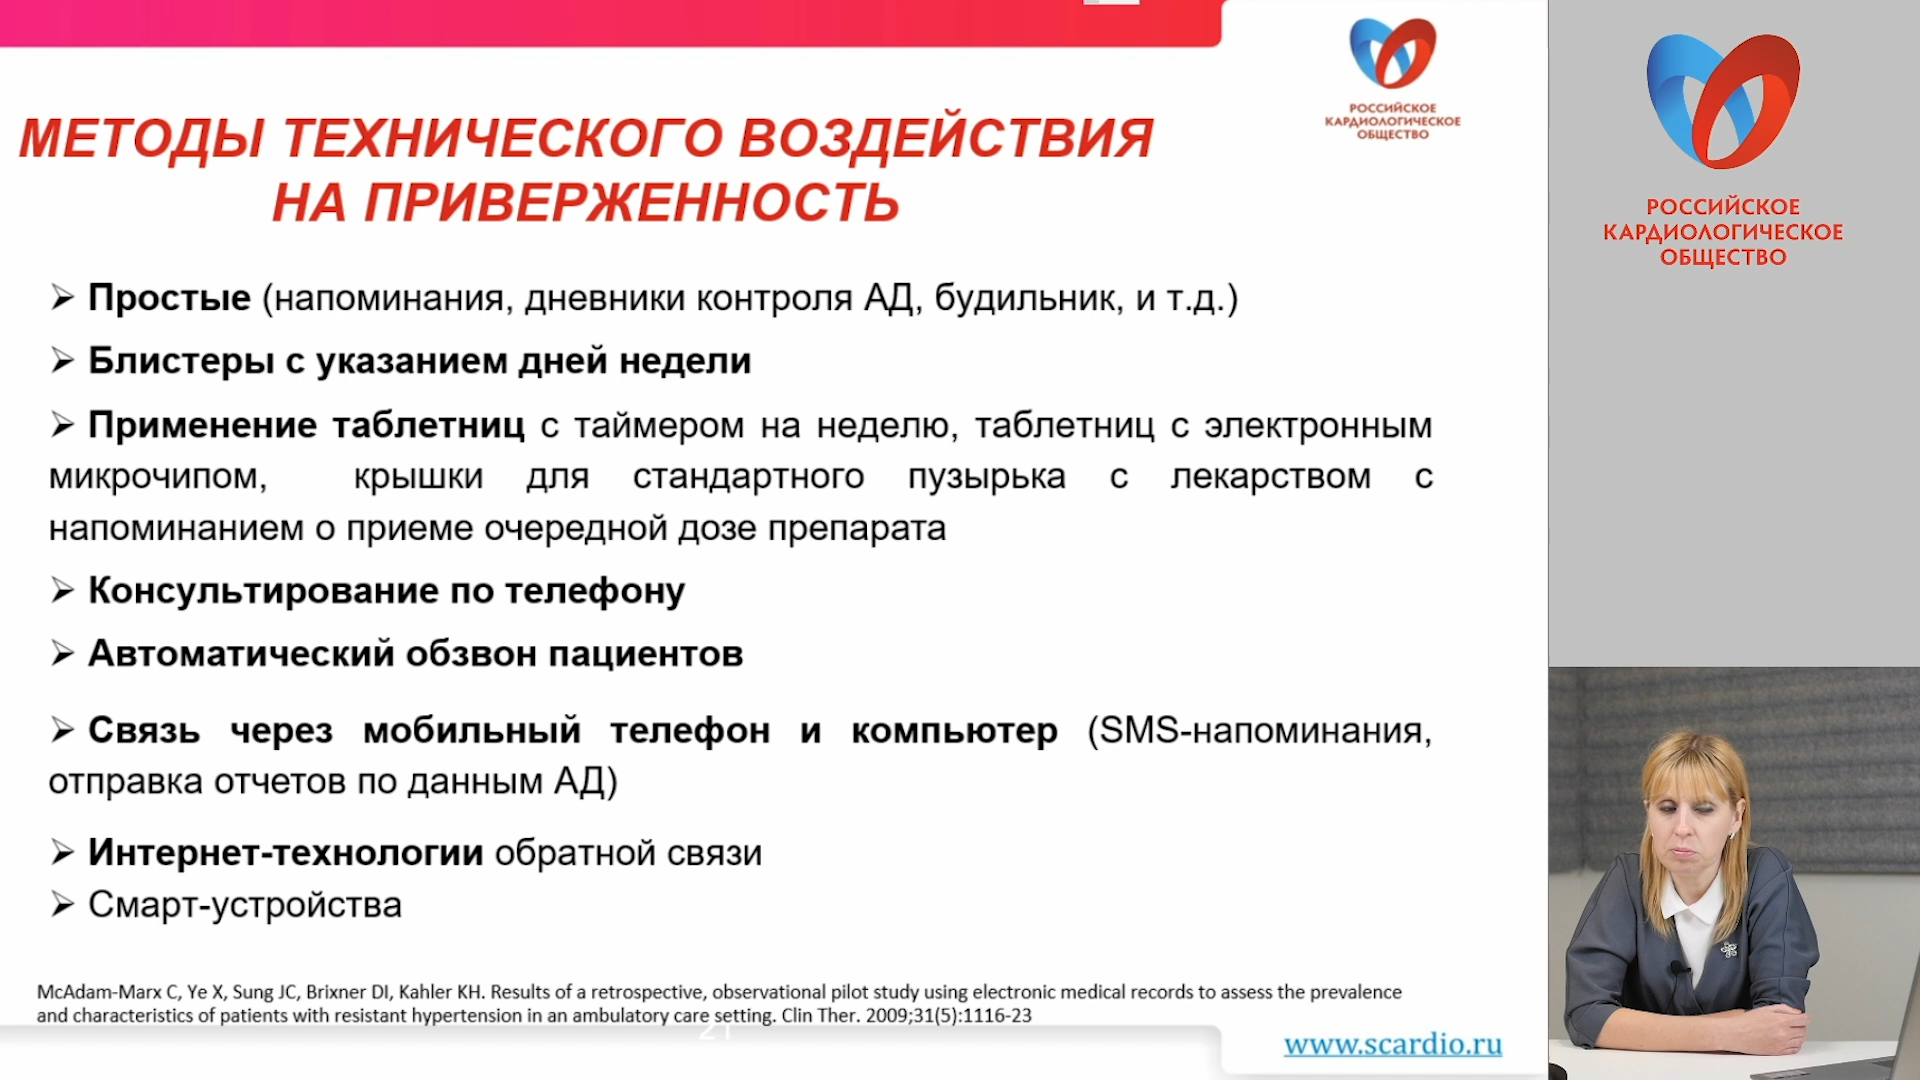 РОССИЙСКОЕ
КАРДИОЛОГИЧЕСКОЕ
ОБЩЕСТВО
МЕТОДЫ ТЕХНИЧЕСКОГО ВОЗДЕЙСТВИЯ
НА ПРИВЕРЖЕННОСТЬ
➢ Простые (напоминания, дневники контроля АД, будильник, и т.д.)
➢ Блистеры с указанием дней недели
➢ Применение таблетниц с таймером на неделю, таблетниц с электронным
микрочипом, крышки для стандартного пузырька с лекарством с
напоминанием о приеме очередной дозе препарата
➢ Консультирование по телефону
➢ Автоматический обзвон пациентов
➢ Связь через мобильный телефон и компьютер (SMS-напоминания,
отправка отчетов по данным АД)
➢ Интернет-технологии обратной связи
➢ Смарт-устройства
McAdam-Marx C, Ye X, Sung JC, Brixner DI, Kahler KH. Results of a retrospective, observational pilot study using electronic medical records to assess the prevalence
and characteristics of patients with resistant hypertension in an ambulatory care setting. Clin Ther. 2009;31(5):1116-23
21
www.scardio.ru
РОССИЙСКОЕ
КАРДИОЛОГИЧЕСКОЕ
ОБЩЕСТВО